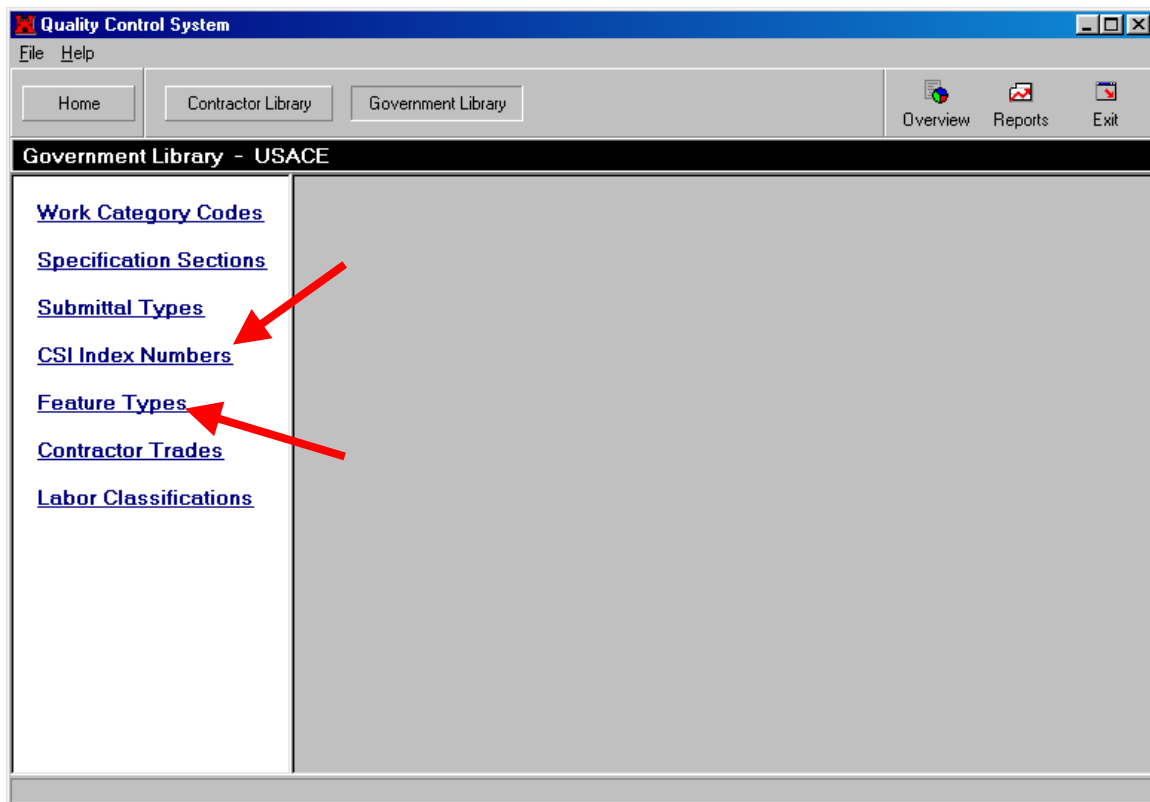 Quality Control System
File Help
Home Contractor Library Government Library Overview Reports Exit
Government Library - USACE
Work Category Codes
Specification Sections
Submittal Types
CSI Index Numbers
Feature Types
Contractor Trades
Labor Classifications